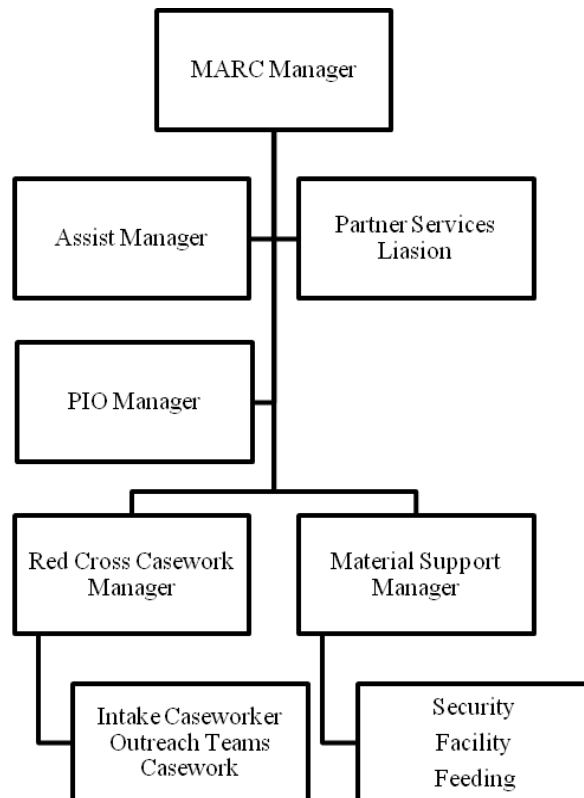 MARC Manager
Assist Manager
Partner Services
Liasion
PIO Manager
Red Cross Casework
Manager
Material Support
Manager
Intake Caseworker
Outreach Teams
Casework
Security
Facility
Feeding